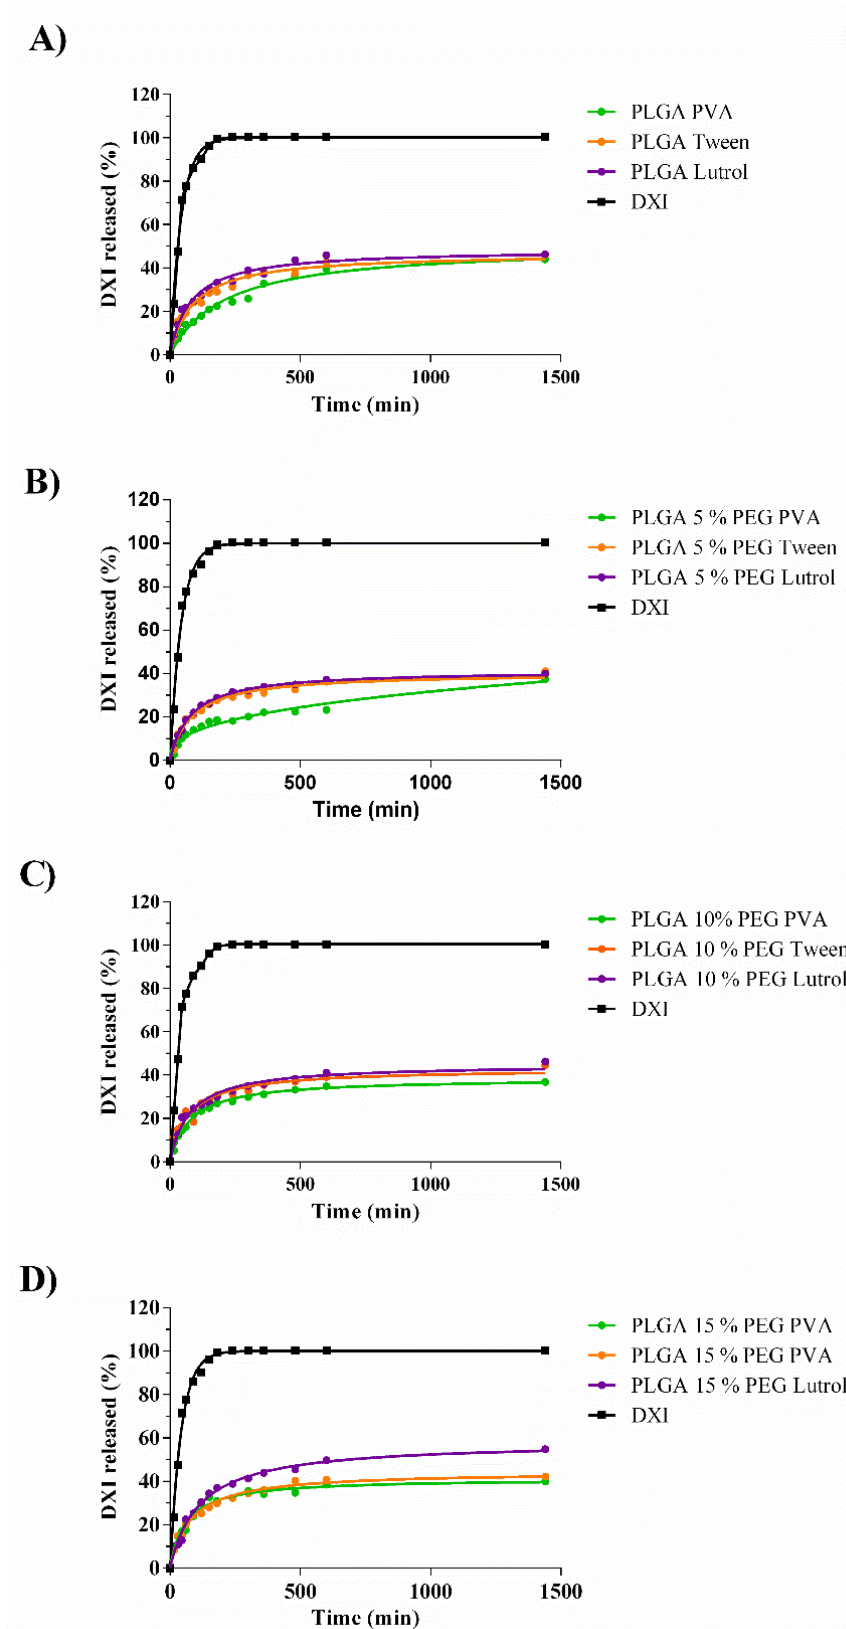 A)
120
100
80
60
40
20
0
0 500 1000 1500
DXI released (%)
Time (min)
PLGA PVA
PLGA Tween
PLGA Lutrol
DXI
B)
120
100
80
60
40
20
0
0 500 1000 1500
DXI released (%)
Time (min)
PLGA 5 % PEG PVA
PLGA 5 % PEG Tween
PLGA 5 % PEG Lutrol
DXI
C)
120
100
80
60
40
20
0
0 500 1000 1500
DXI released (%)
Time (min)
PLGA 10% PEG PVA
PLGA 10 % PEG Tween
PLGA 10 % PEG Lutrol
DXI
D)
120
100
80
60
40
20
0
0 500 1000 1500
DXI released (%)
Time (min)
PLGA 15 % PEG PVA
PLGA 15 % PEG PVA
PLGA 15 % PEG Lutrol
DXI